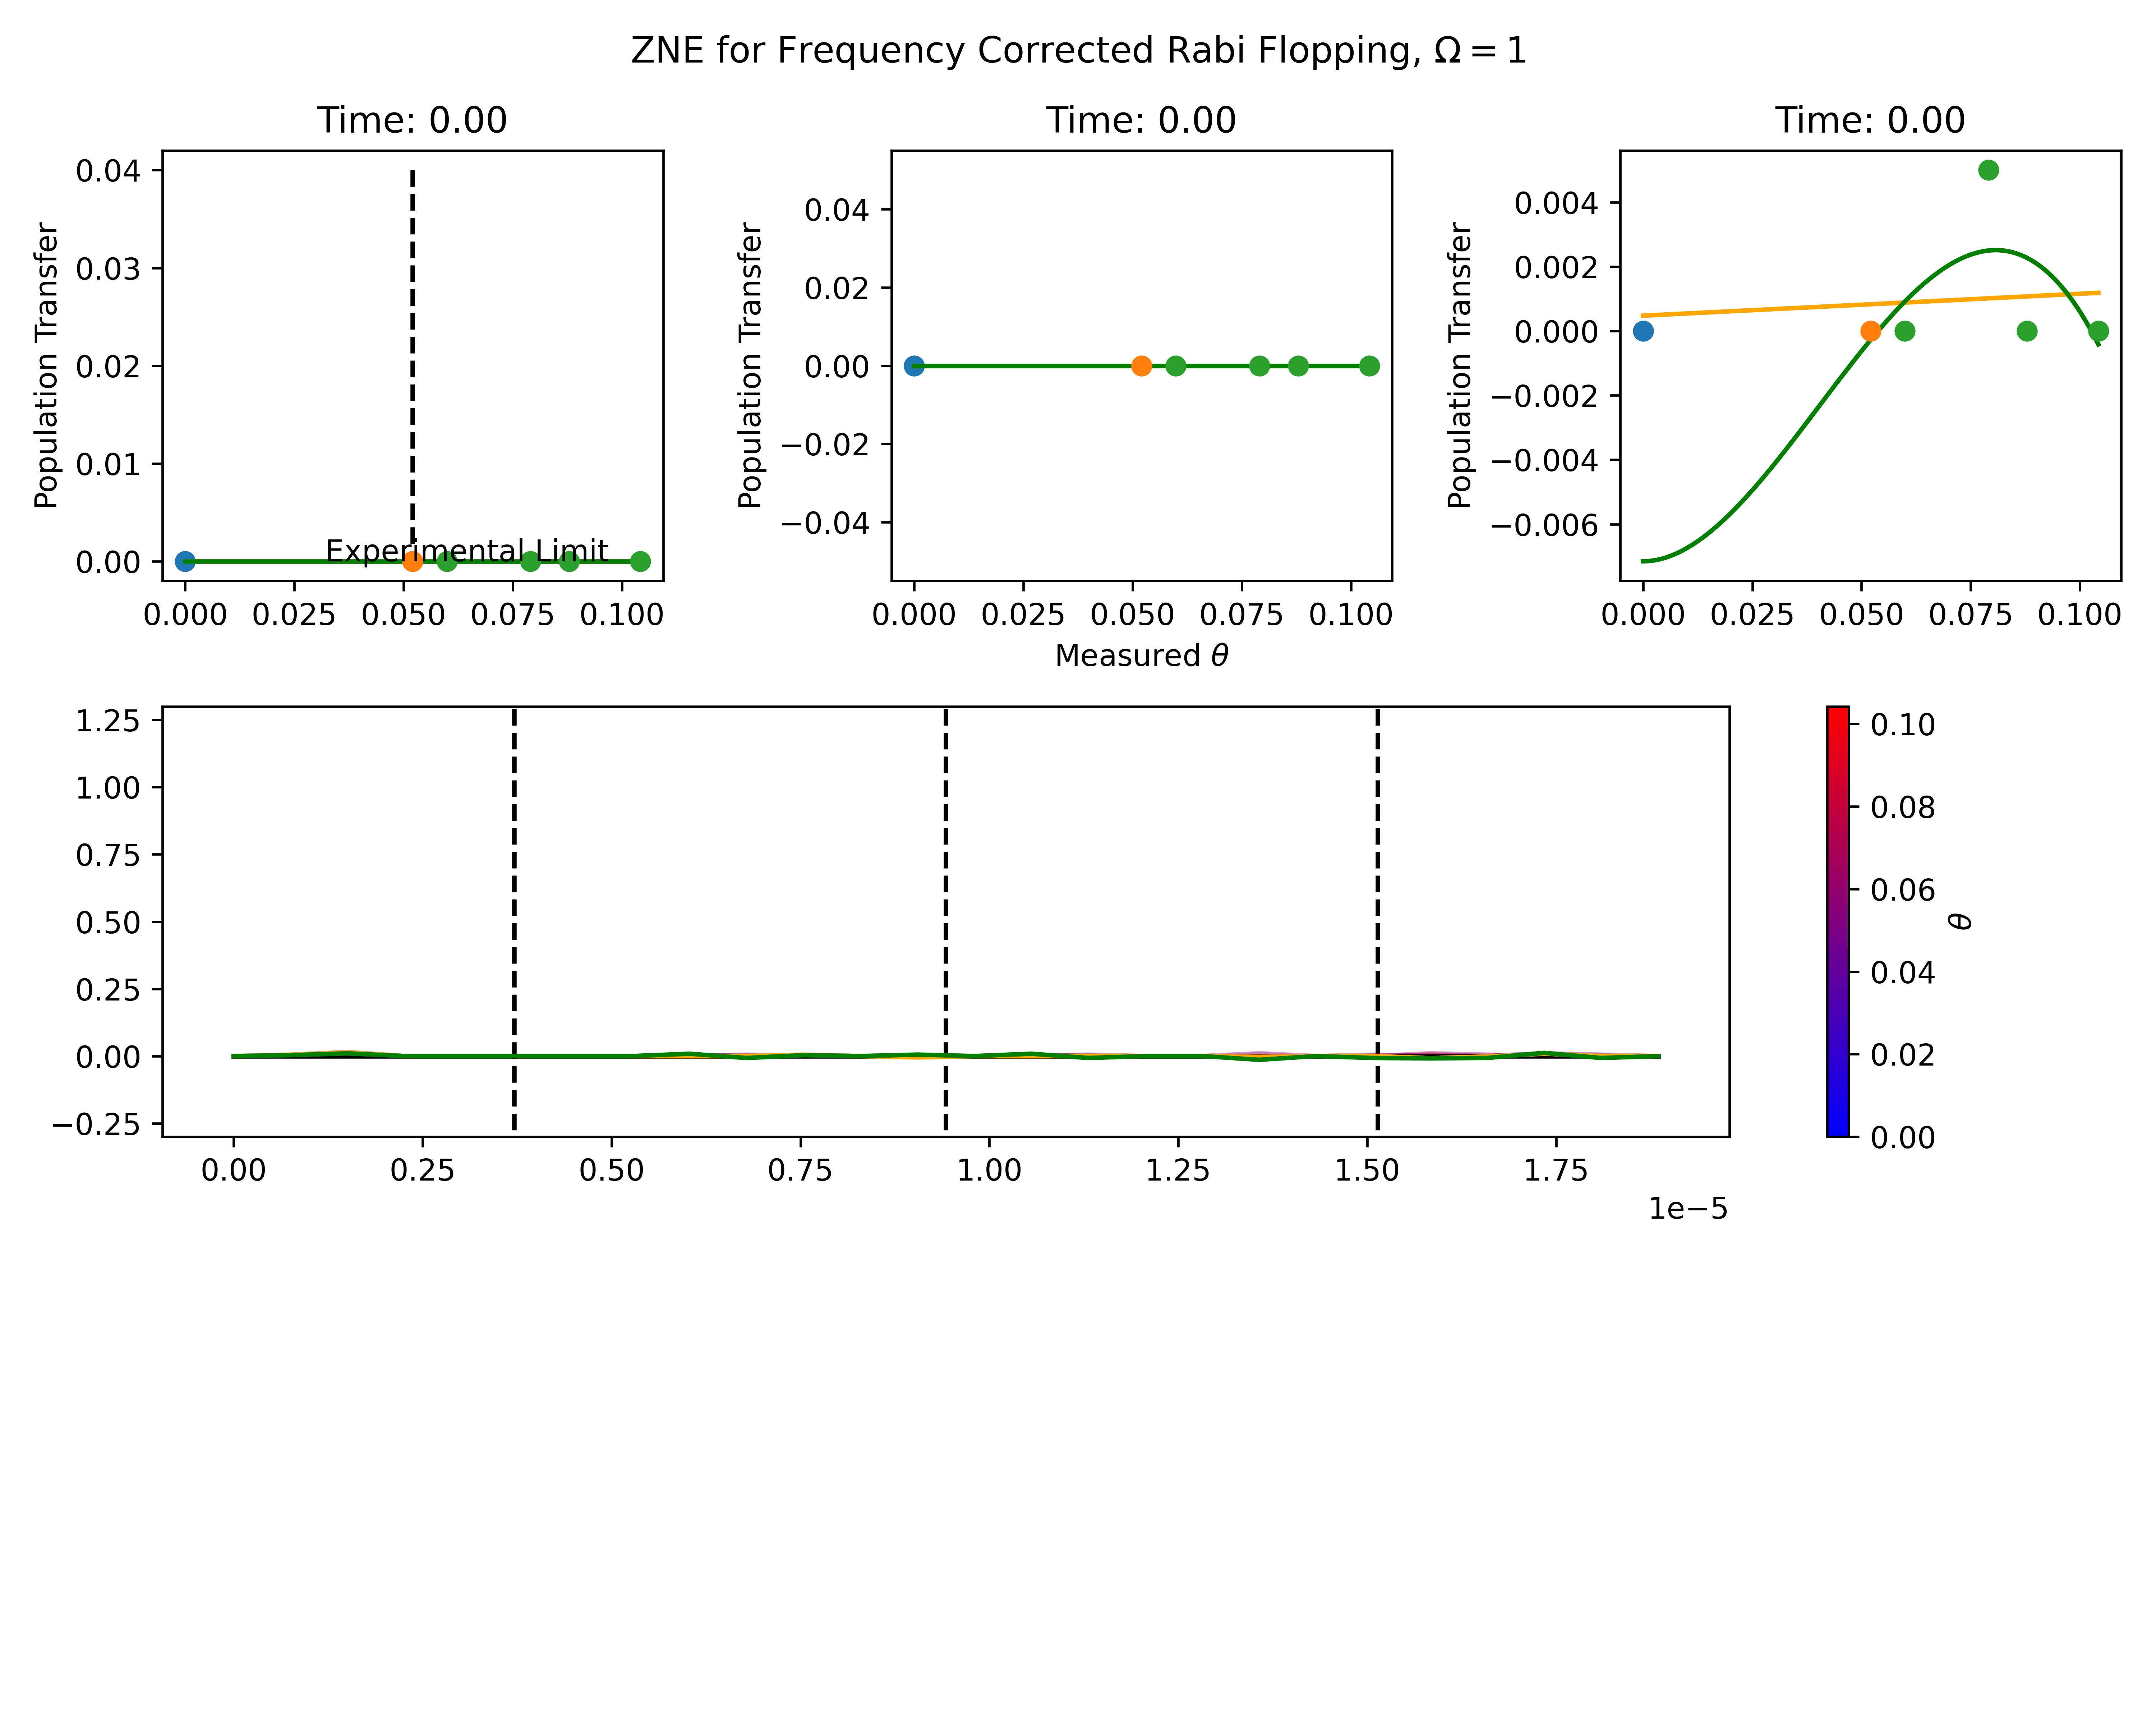 ZNE for Frequency Corrected Rabi Flopping, Ω = 1
Time: 0.00
Time: 0.00
Time: 0.00
Population Transfer
0.04
0.03
0.02
0.01
0.00
Experimental Limit
0.000 0.025 0.050 0.075 0.100
Population Transfer
0.04
0.02
0.00
−0.02
−0.04
0.000 0.025 0.050 0.075 0.100
Measured θ
Population Transfer
0.004
0.002
0.000
−0.002
−0.004
−0.006
0.000 0.025 0.050 0.075 0.100
1.25
1.00
0.75
0.50
0.25
0.00
−0.25
0.00 0.25 0.50 0.75 1.00 1.25 1.50 1.75
1e−5
0.10
0.08
0.06
0.04
0.02
0.00
θ